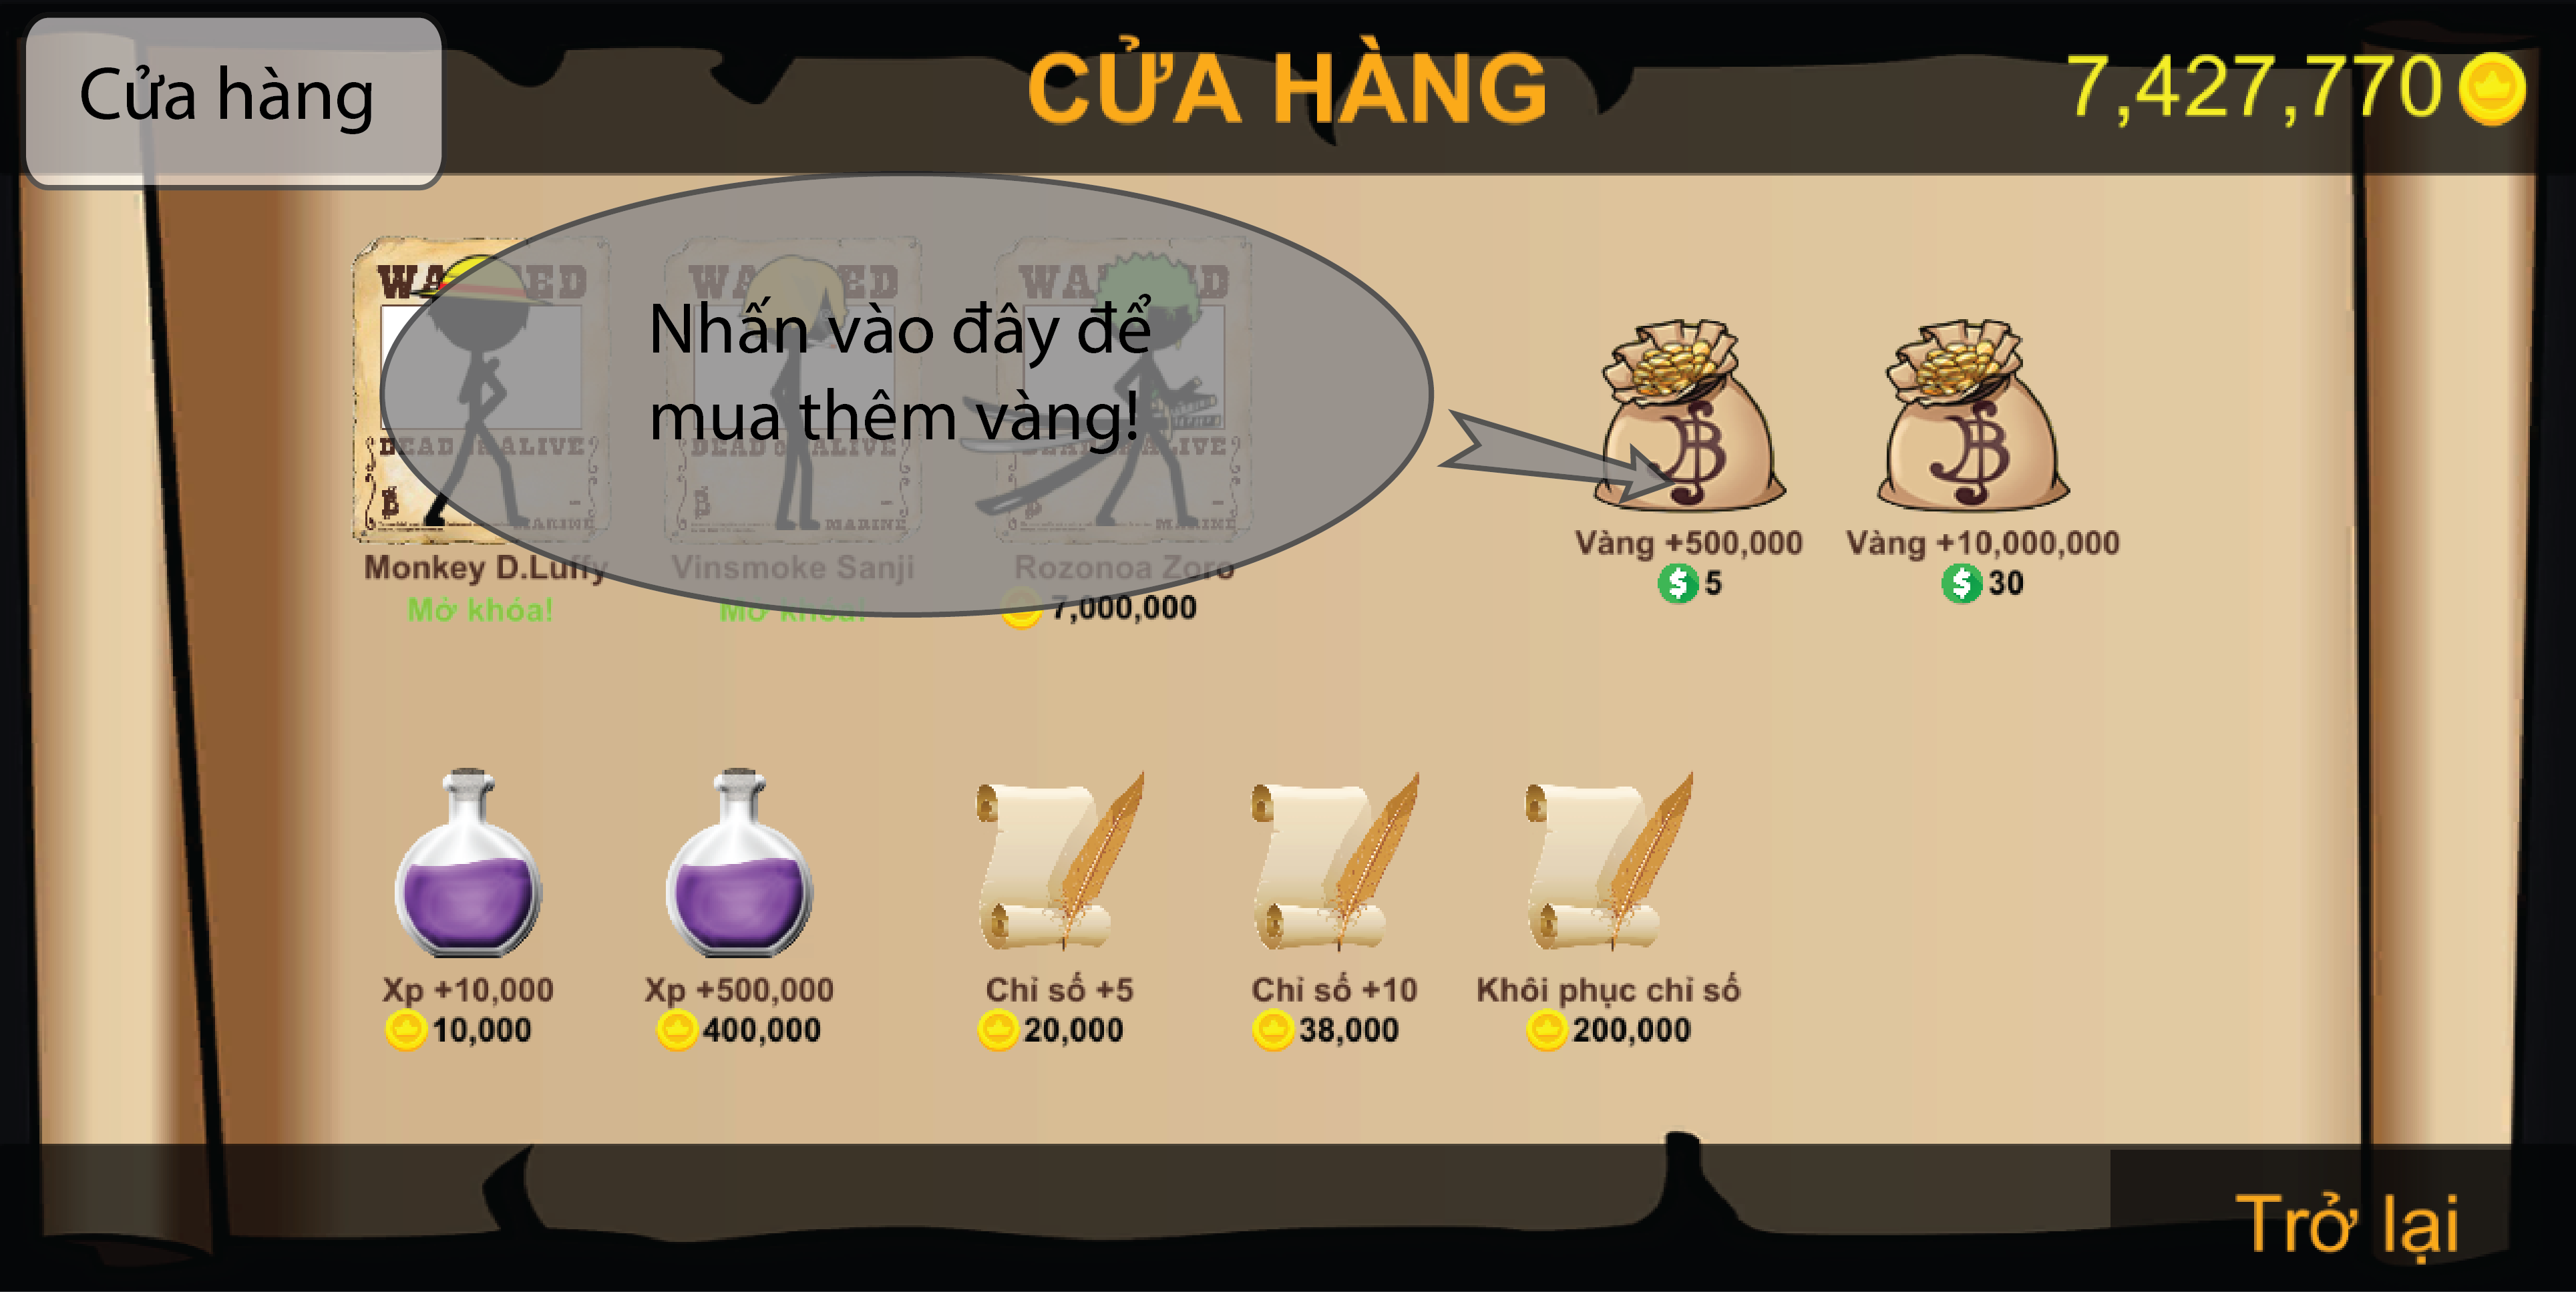 Cửa hàng
CỬA HÀNG
7,427,770
Nhấn vào đây để
mua thêm vàng!
WANTED
DEAD OR ALIVE
MARINE
Monkey D.Luffy
Mở khóa!
WANTED
DEAD OR ALIVE
MARINE
Vinsmoke Sanji
Mở khóa!
WANTED
DEAD OR ALIVE
MARINE
Rozonoa Zoro
7,000,000
Vàng +500,000
5
Vàng +10,000,000
30
Xp +10,000
10,000
Xp +500,000
400,000
Chỉ số +5
20,000
Chỉ số +10
38,000
Khôi phục chỉ số
200,000
Trở lại